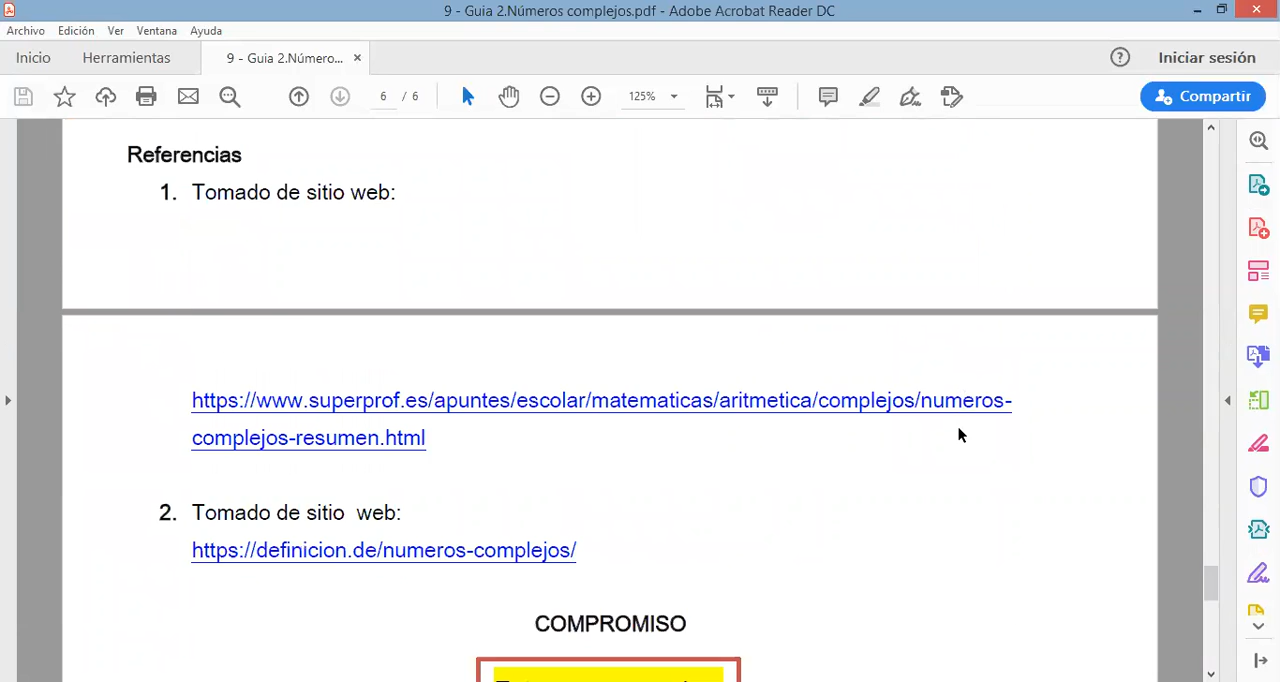 9 - Guia 2.Números complejos.pdf - Adobe Acrobat Reader DC
Archivo Edición Ver Ventana Ayuda
Inicio Herramientas 9 - Guia 2.Número... × Iniciar sesión
6 / 6 125% Compartir
Referencias
1. Tomado de sitio web:
https://www.superprof.es/apuntes/escolar/matematicas/aritmetica/complejos/numeros-
complejos-resumen.html
2. Tomado de sitio web:
https://definicion.de/numeros-complejos/
COMPROMISO